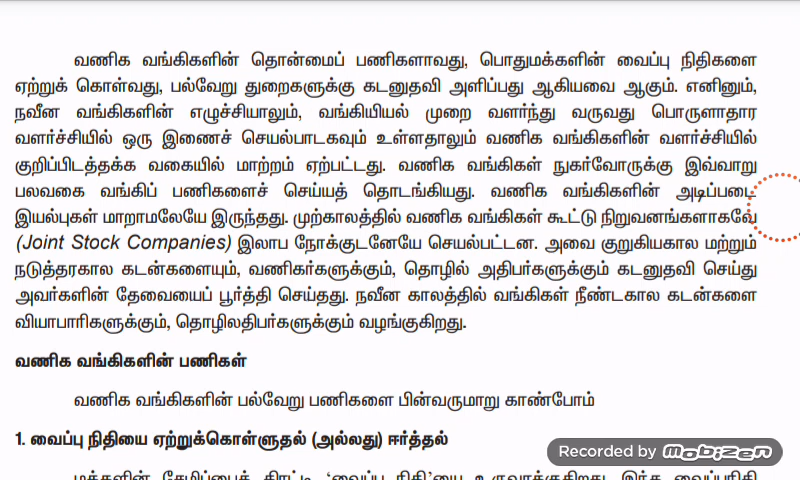 வணிக வங்கிகளின் தொன்மைப் பணிகளாவது, பொதுமக்களின் வைப்பு நிதிகளை
ஏற்றுக் கொள்வது, பல்வேறு துறைகளுக்கு கடனுதவி அளிப்பது ஆகியவை ஆகும். எனினும்,
நவீன வங்கிகளின் எழுச்சியாலும், வங்கியியல் முறை வளர்ந்து வருவது பொருளாதார
வளர்ச்சியில் ஒரு இணைச் செயல்பாடகவும் உள்ளதாலும் வணிக வங்கிகளின் வளர்ச்சியில்
குறிப்பிடத்தக்க வகையில் மாற்றம் ஏற்பட்டது. வணிக வங்கிகள் நுகர்வோருக்கு இவ்வாறு
பலவகை வங்கிப் பணிகளைச் செய்யத் தொடங்கியது. வணிக வங்கிகளின் அடிப்படை
இயல்புகள் மாறாமலேயே இருந்தது. முற்காலத்தில் வணிக வங்கிகள் கூட்டு நிறுவனங்களாகவே
(Joint Stock Companies) இலாப நோக்குடனேயே செயல்பட்டன. அவை குறுகியகால மற்றும்
நடுத்தரகால கடன்களையும், வணிகர்களுக்கும், தொழில் அதிபர்களுக்கும் கடனுதவி செய்து
அவர்களின் தேவையைப் பூர்த்தி செய்தது. நவீன காலத்தில் வங்கிகள் நீண்டகால கடன்களை
வியாபாரிகளுக்கும், தொழிலதிபர்களுக்கும் வழங்குகிறது.
வணிக வங்கிகளின் பணிகள்
வணிக வங்கிகளின் பல்வேறு பணிகளை பின்வருமாறு காண்போம்
1. வைப்பு நிதியை ஏற்றுக்கொள்ளுதல் (அல்லது) ஈர்த்தல்
Recorded by mobizen
மக்களின் சேமிப்பைத் திரட்டி 'வைப்பு நிதி'யை உருவாக்குகிறது. இந்த வைப்புநிதி